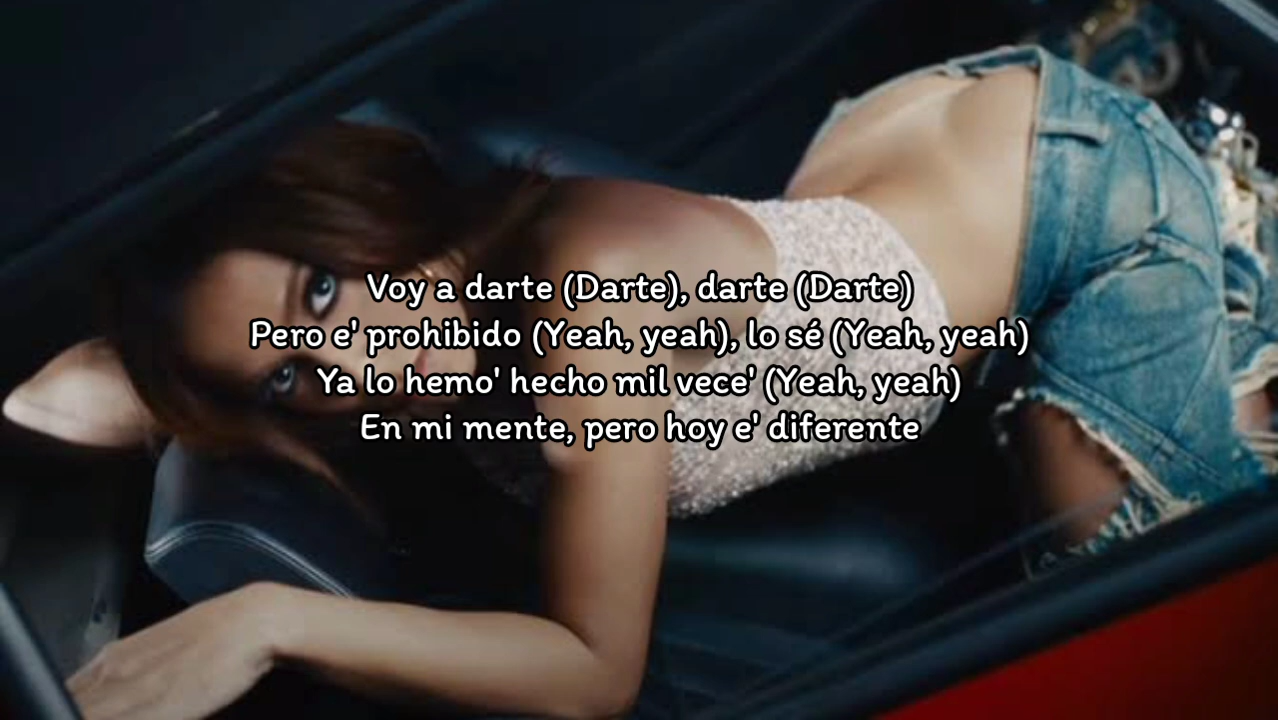 Voy a darte (Darte), darte (Darte)
Pero e' prohibido (Yeah, yeah), lo sé (Yeah, yeah)
Ya lo hemo' hecho mil vece' (Yeah, yeah)
En mi mente, pero hoy e' diferente